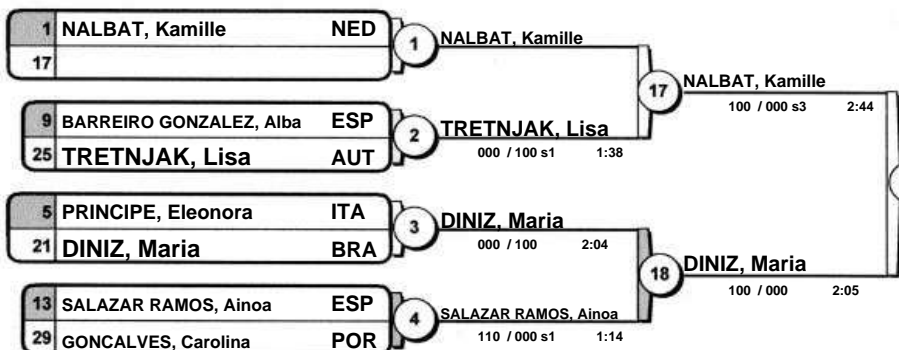 1 NALBAT, Kamille NED
17
1
NALBAT, Kamille
9 BARREIRO GONZALEZ, Alba ESP
25 TRETNJAK, Lisa AUT
2
TRETNJAK, Lisa
000 / 100 s1 1:38
17
NALBAT, Kamille
100 / 000 s3 2:44
5 PRINCIPE, Eleonora ITA
21 DINIZ, Maria BRA
3
DINIZ, Maria
000 / 100 2:04
13 SALAZAR RAMOS, Ainoa ESP
29 GONCALVES, Carolina POR
4
SALAZAR RAMOS, Ainoa
110 / 000 s1 1:14
18
DINIZ, Maria
100 / 000 2:05